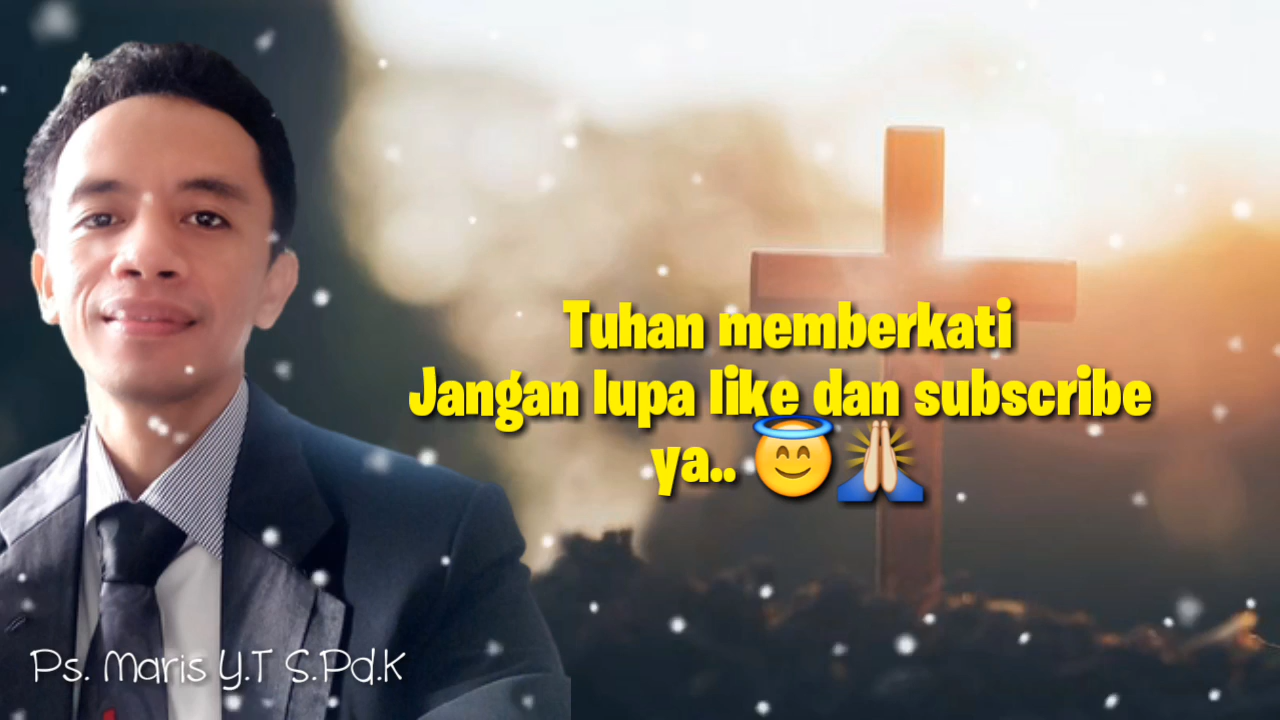 Tuhan memberkati
Jangan lupa like dan subscribe
ya.. 😇🙏
Ps. Maris Y.T S.Pd.K